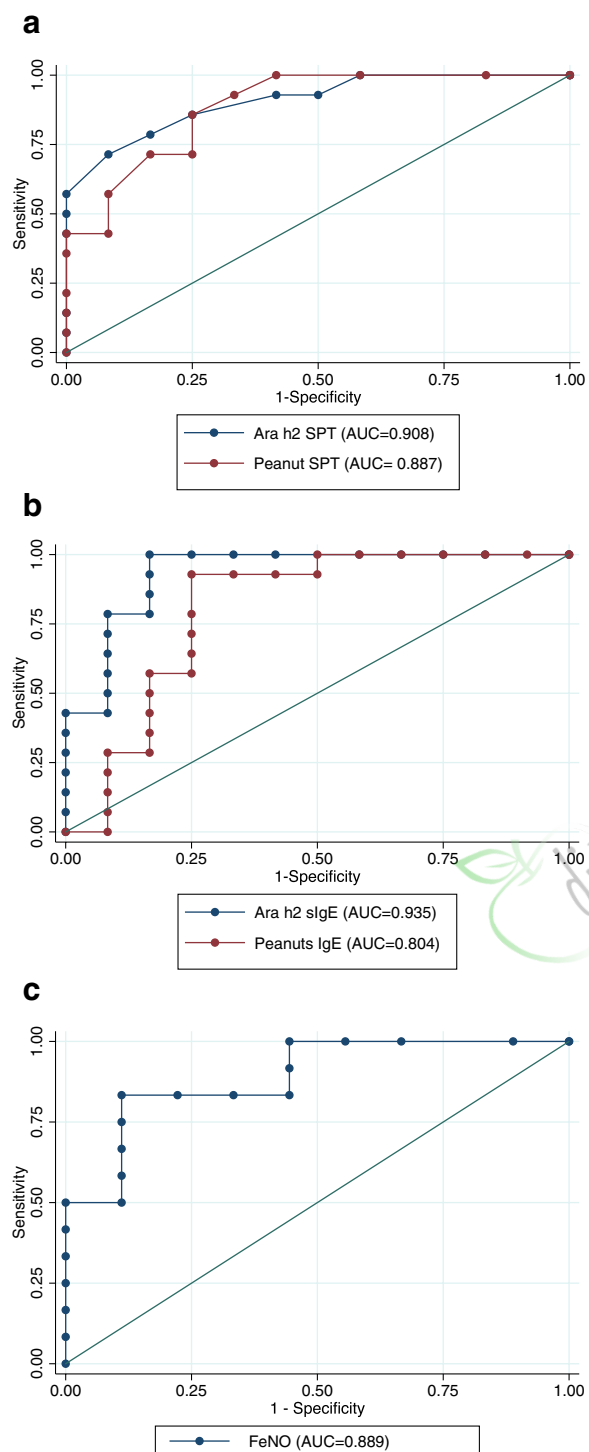 a
1.00
0.75
Sensitivity
0.50
0.25
0.00
0.00 0.25 0.50 0.75 1.00
1-Specificity
Ara h2 SPT (AUC=0.908)
Peanut SPT (AUC= 0.887)
b
1.00
0.75
Sensitivity
0.50
0.25
0.00
0.00 0.25 0.50 0.75 1.00
1-Specificity
Ara h2 sIgE (AUC=0.935)
Peanuts IgE (AUC=0.804)
c
1.00
0.75
Sensitivity
0.50
0.25
0.00
0.00 0.25 0.50 0.75 1.00
1 - Specificity
FeNO (AUC=0.889)